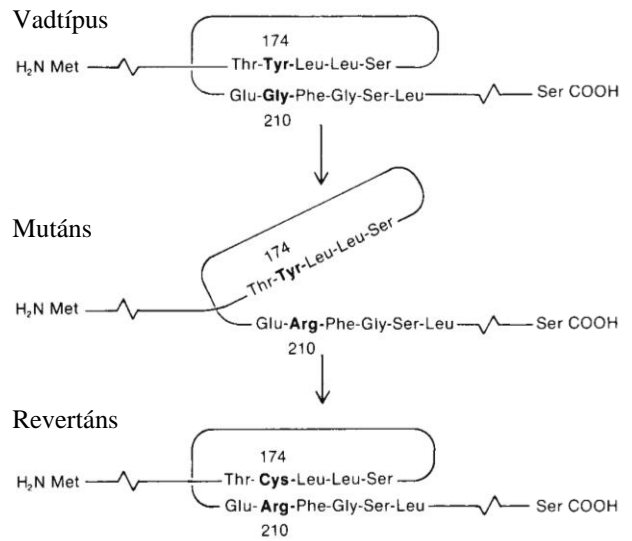 Vadtípus
174
H₂N Met Thr-Tyr-Leu-Leu-Ser
Glu-Gly-Phe-Gly-Ser-Leu Ser COOH
210
Mutáns
174
Thr-Tyr-Leu-Leu-Ser
H₂N Met Glu-Arg-Phe-Gly-Ser-Leu Ser COOH
210
Revertáns
174
H₂N Met Thr-Cys-Leu-Leu-Ser
Glu-Arg-Phe-Gly-Ser-Leu Ser COOH
210